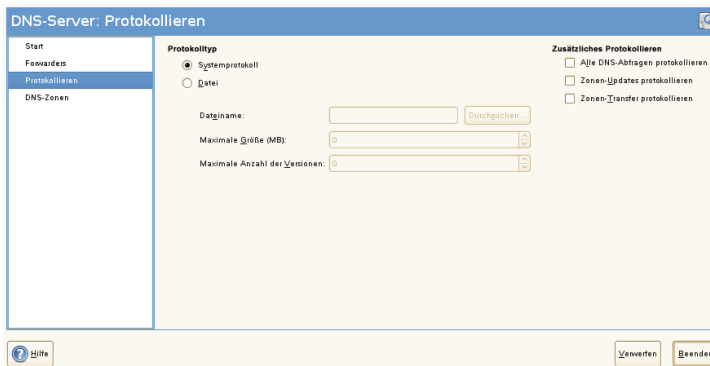 DNS-Server: Protokollieren
Start
Forwarders
Protokollieren
DNS-Zonen
Protokolltyp
Systemprotokoll
Datei
Dateiname:
Durchsuchen...
Maximale Größe (MB):
0
Maximale Anzahl der Versionen:
0
Zusätzliches Protokollieren
Alle DNS-Abfragen protokollieren
Zonen-Updates protokollieren
Zonen-Transfer protokollieren
Hilfe
Verwerfen
Beenden